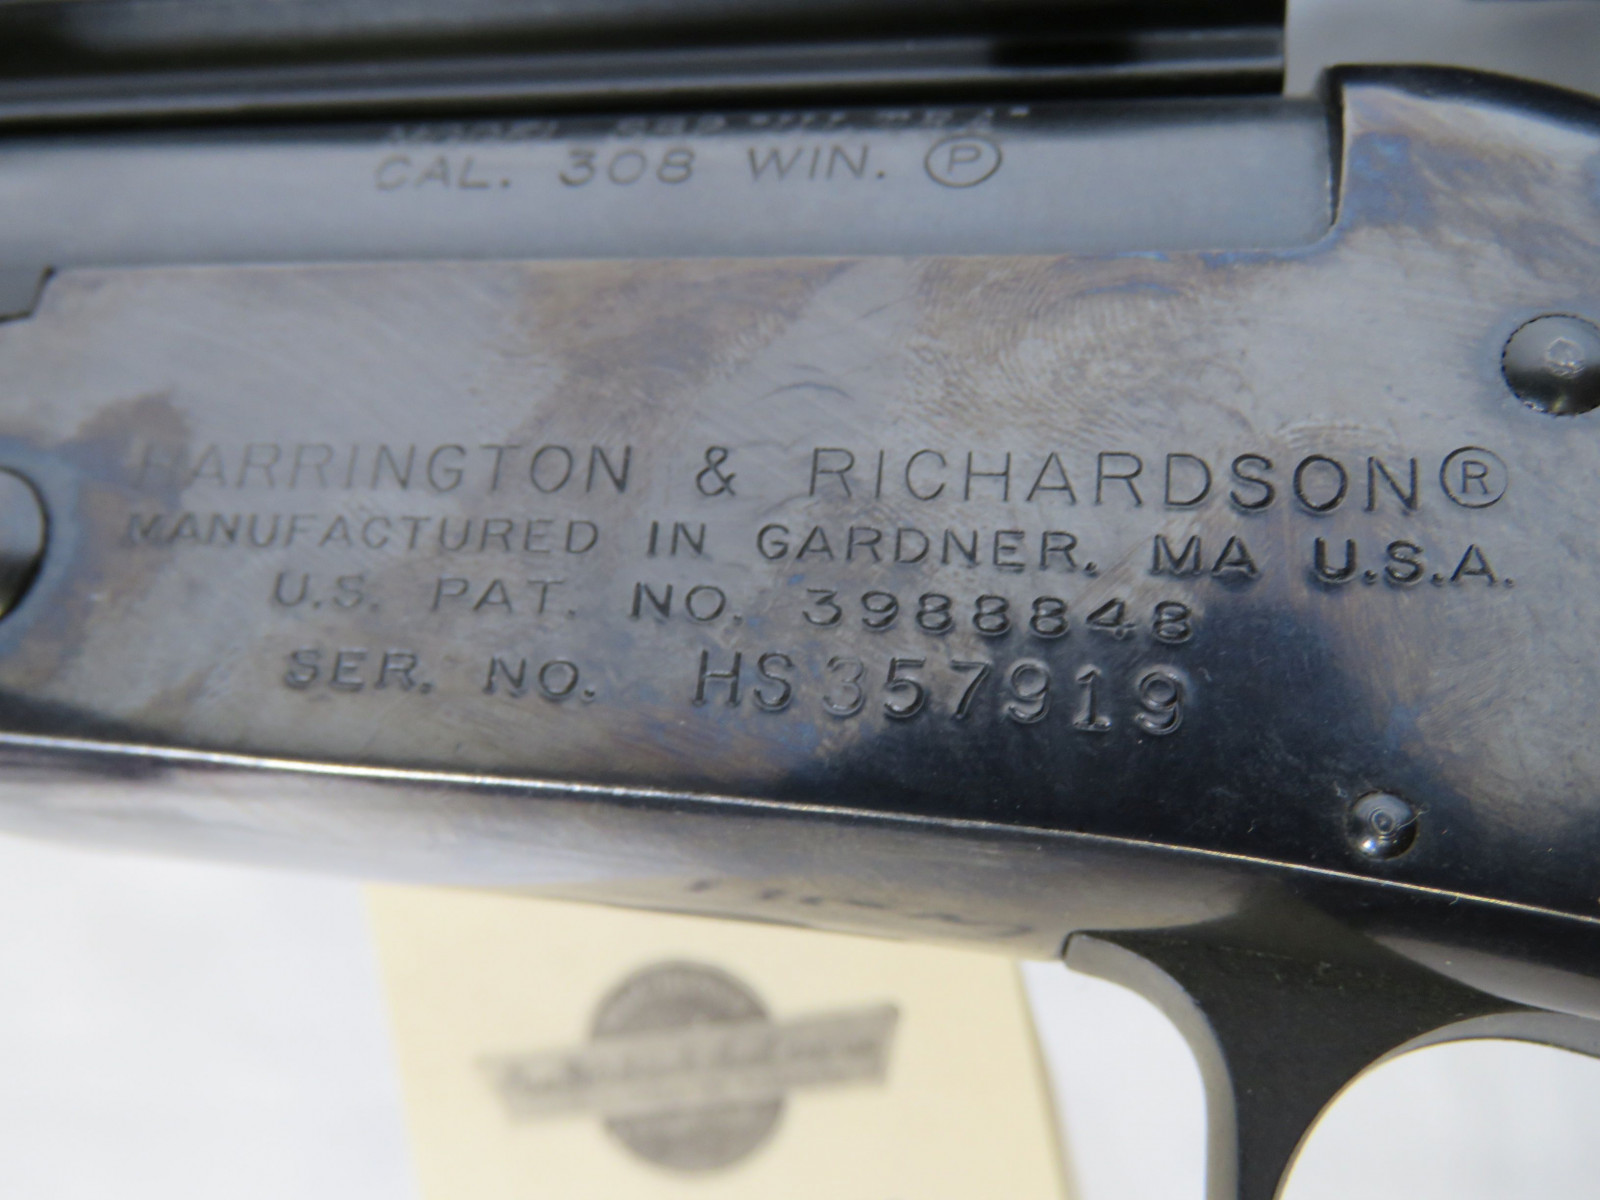 CAL. 308 WIN. Ⓟ
HARRINGTON & RICHARDSON®
MANUFACTURED IN GARDNER, MA U.S.A.
U.S. PAT. NO. 3988848
SER. NO. HS357919